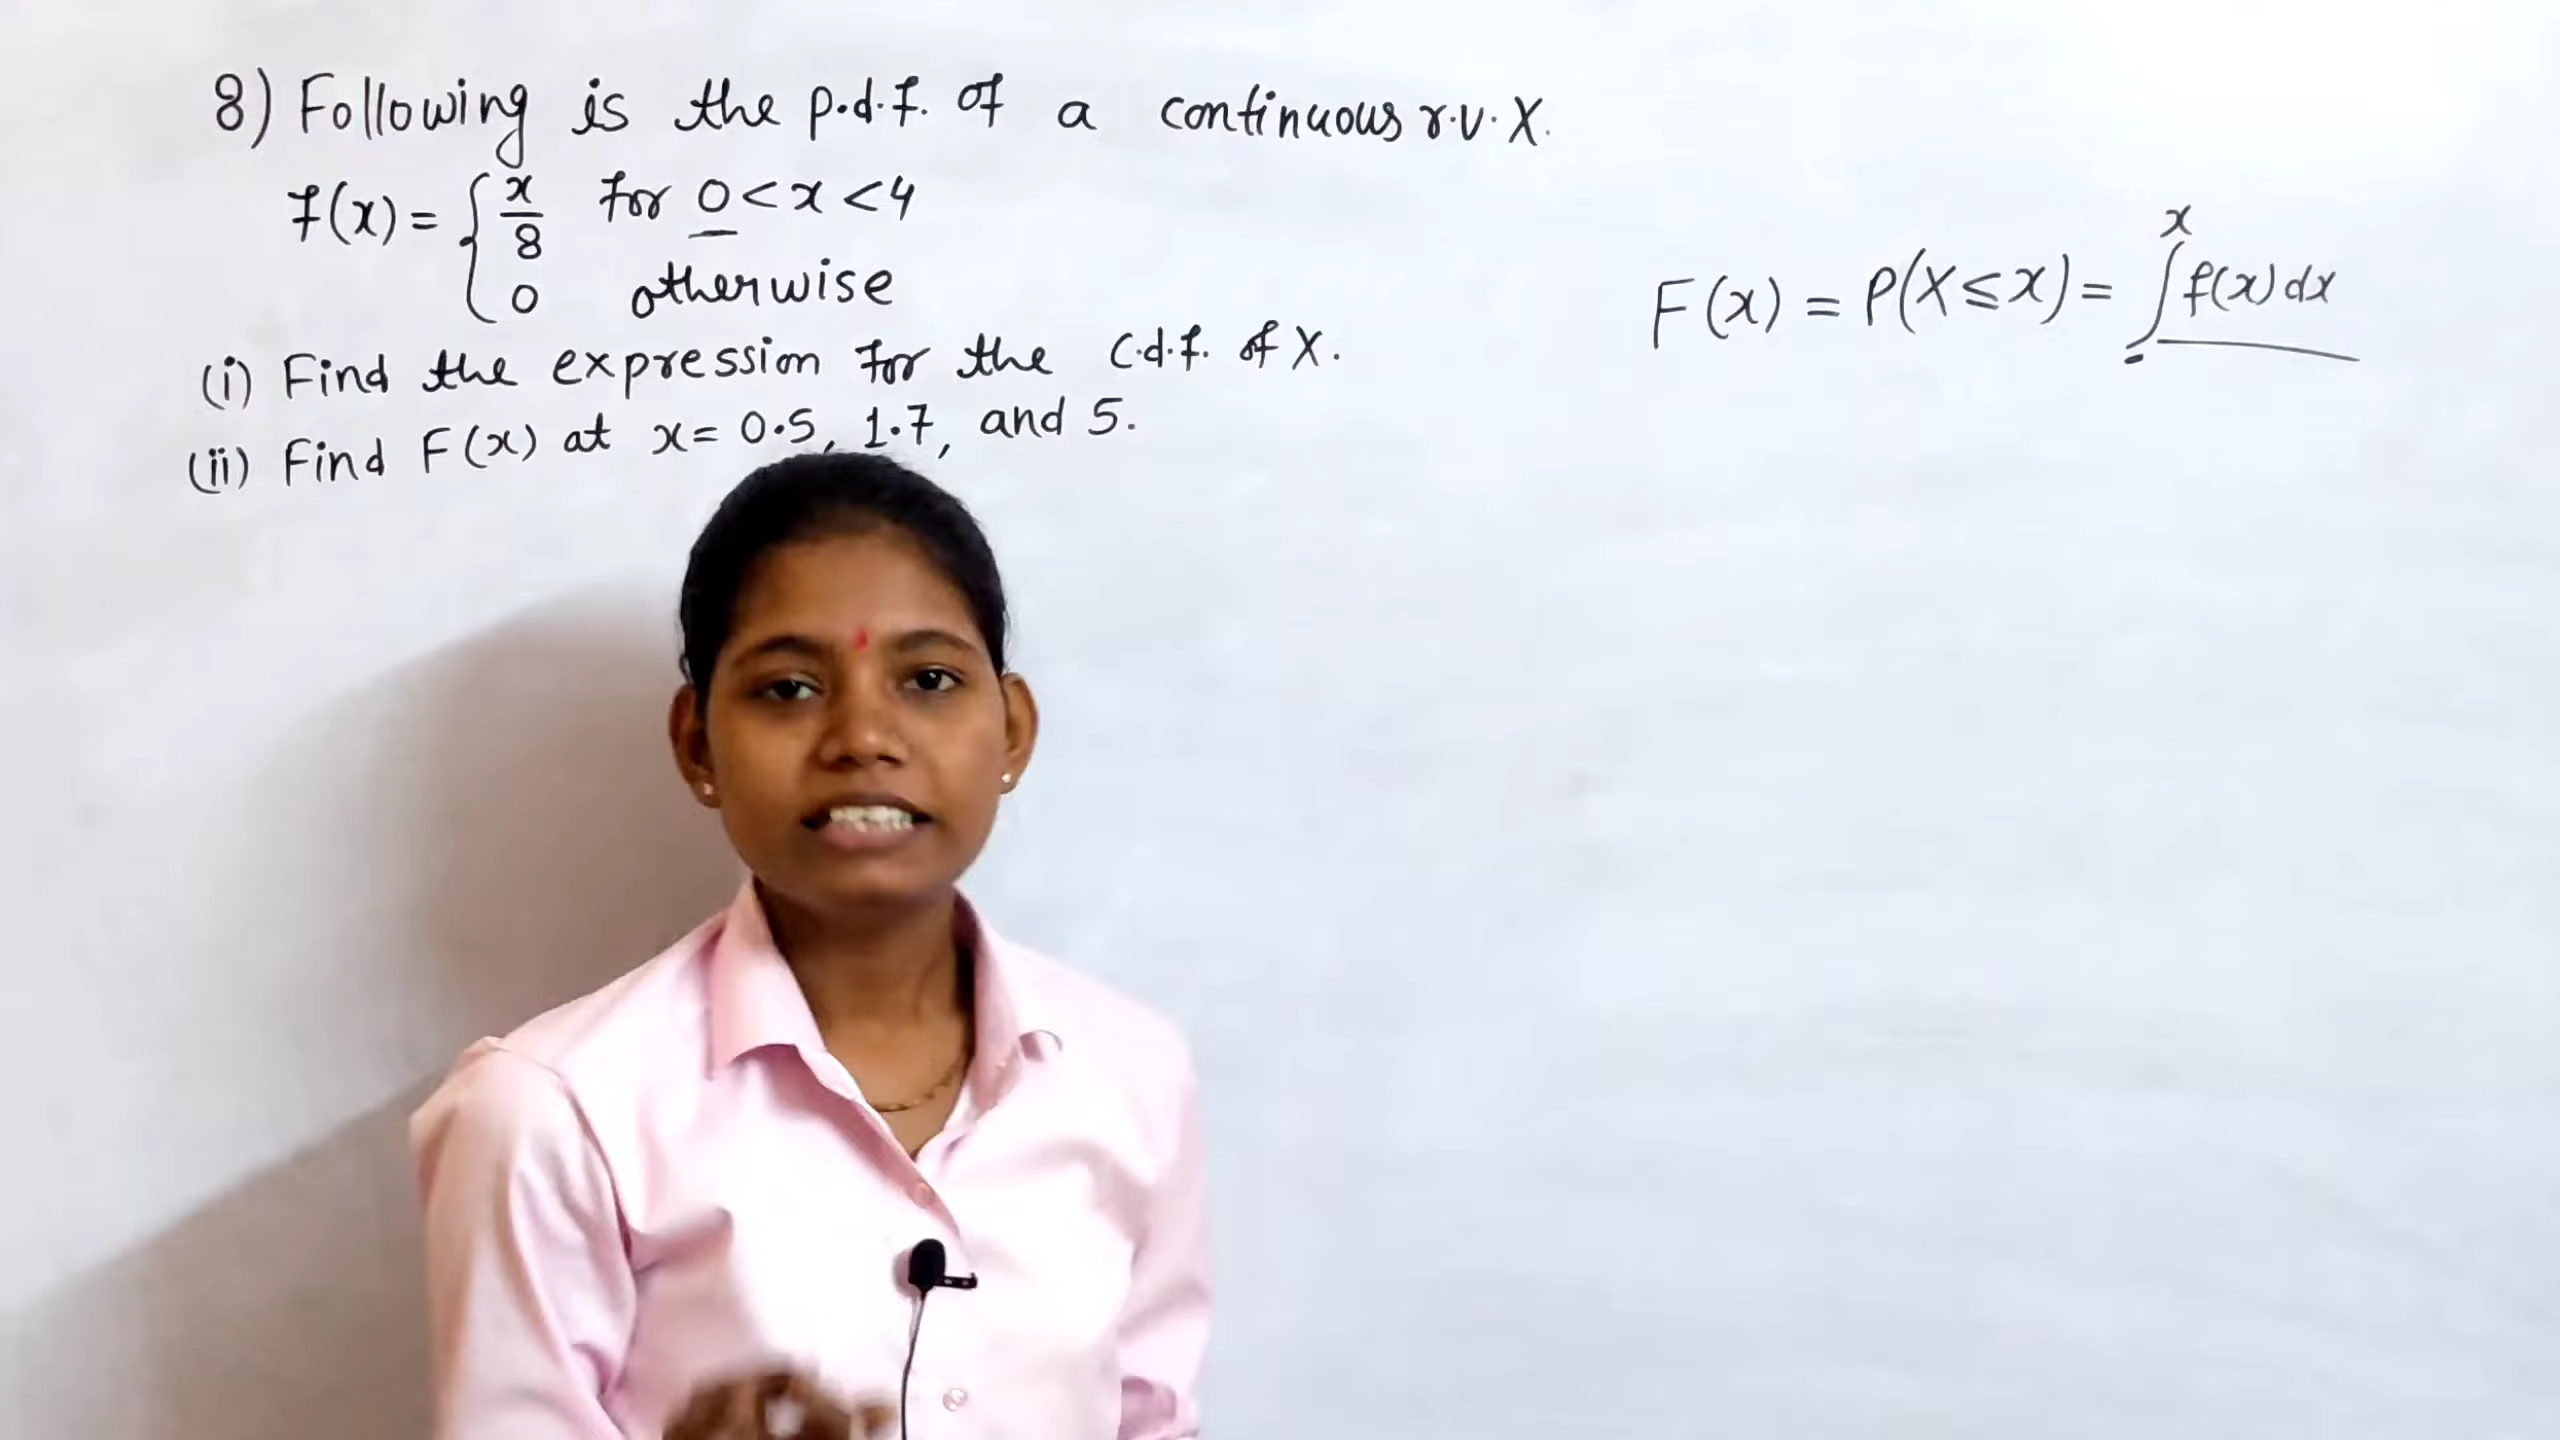 8) Following is the p.d.f. of a continuous r.v. X.
f(x) = { x/8 for 0 < x < 4
0 otherwise
(i) Find the expression for the c.d.f. of X.
(ii) Find F(x) at x = 0.5, 1.7, and 5.
F(x) = P(X ≤ x) = ∫ˣ f(x) dx